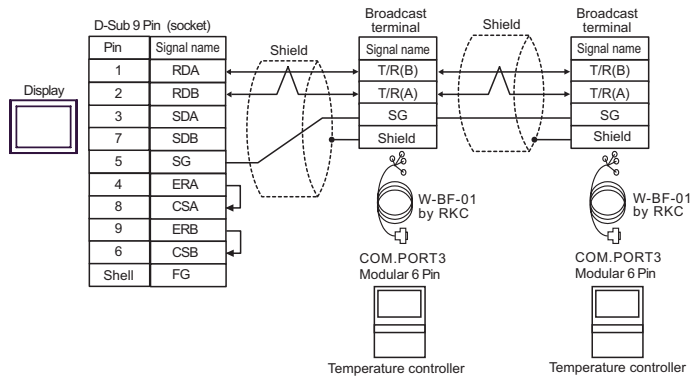 D-Sub 9 Pin (socket)
Pin Signal name
1 RDA
2 RDB
3 SDA
7 SDB
5 SG
4 ERA
8 CSA
9 ERB
6 CSB
Shell FG
Display
Shield
Broadcast
terminal
Signal name
T/R(B)
T/R(A)
SG
Shield
W-BF-01
by RKC
COM.PORT3
Modular 6 Pin
Temperature controller
Shield
Broadcast
terminal
Signal name
T/R(B)
T/R(A)
SG
Shield
W-BF-01
by RKC
COM.PORT3
Modular 6 Pin
Temperature controller